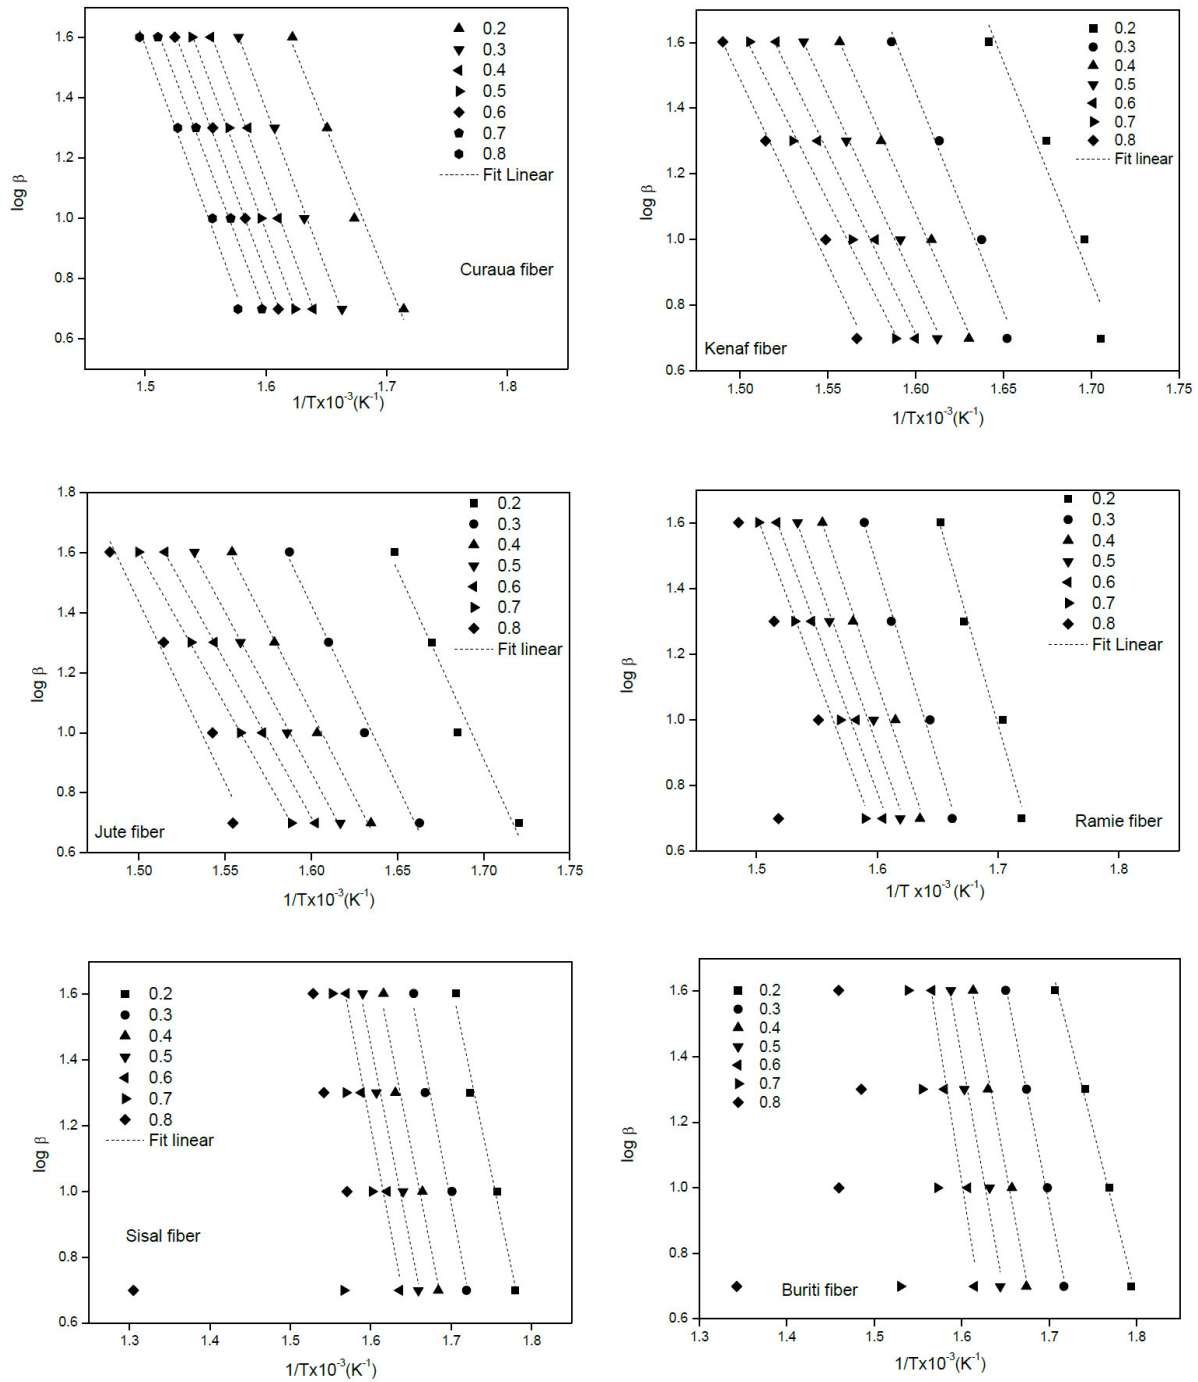 0.2
0.3
0.4
0.5
0.6
0.7
0.8
Fit Linear
1.6
1.4
1.2
1.0
0.8
0.6
log β
Curaua fiber
1.5 1.6 1.7 1.8
1/Tx10⁻³(K⁻¹)
0.2
0.3
0.4
0.5
0.6
0.7
0.8
Fit linear
1.6
1.4
1.2
1.0
0.8
0.6
log β
Kenaf fiber
1.50 1.55 1.60 1.65 1.70 1.75
1/Tx10⁻³(K⁻¹)
0.2
0.3
0.4
0.5
0.6
0.7
0.8
Fit linear
1.8
1.6
1.4
1.2
1.0
0.8
0.6
log β
Jute fiber
1.50 1.55 1.60 1.65 1.70 1.75
1/Tx10⁻³(K⁻¹)
0.2
0.3
0.4
0.5
0.6
0.7
0.8
Fit Linear
1.6
1.4
1.2
1.0
0.8
0.6
log β
Ramie fiber
1.5 1.6 1.7 1.8
1/T x10⁻³(K⁻¹)
0.2
0.3
0.4
0.5
0.6
0.7
0.8
Fit linear
1.6
1.4
1.2
1.0
0.8
0.6
log β
Sisal fiber
1.3 1.4 1.5 1.6 1.7 1.8
1/Tx10⁻³(K⁻¹)
0.2
0.3
0.4
0.5
0.6
0.7
0.8
1.6
1.4
1.2
1.0
0.8
0.6
log β
Buriti fiber
1.3 1.4 1.5 1.6 1.7 1.8
1/Tx10⁻³(K⁻¹)